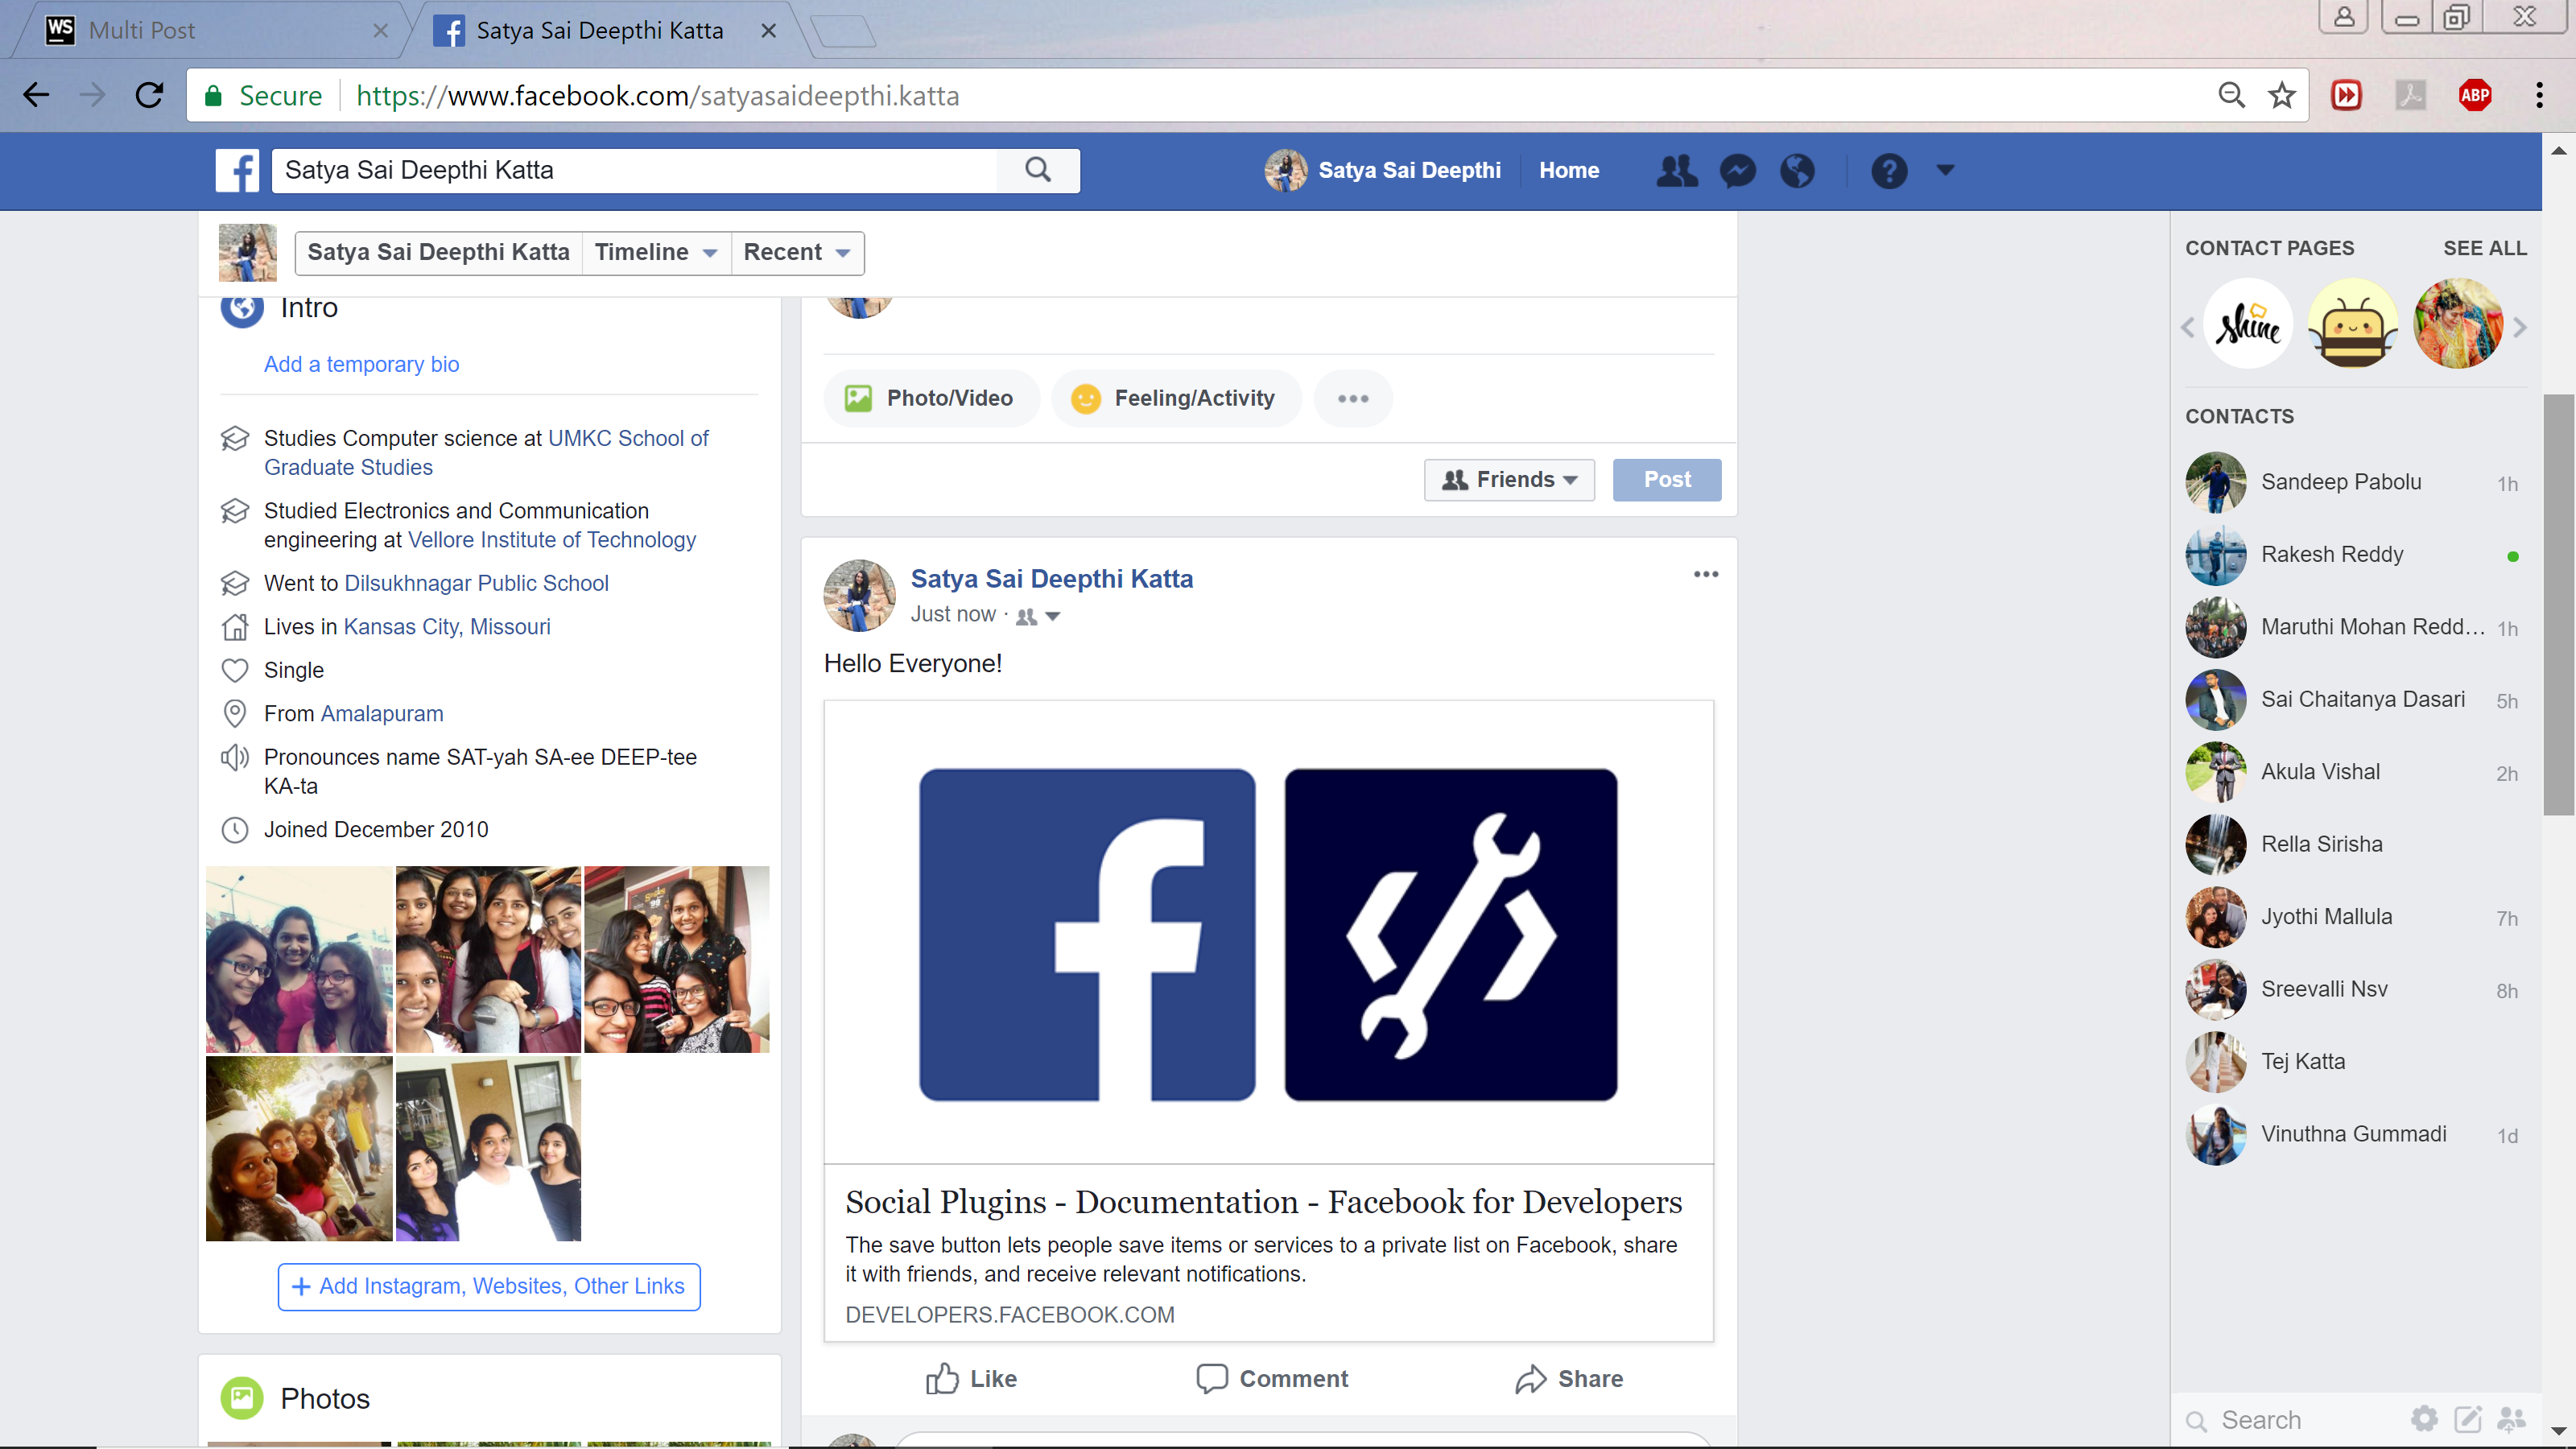 WS Multi Post
Satya Sai Deepthi Katta
Secure https://www.facebook.com/satyasaideepthi.katta
ABP
Satya Sai Deepthi Katta
Satya Sai Deepthi
Home
Satya Sai Deepthi Katta Timeline Recent
Intro
Add a temporary bio
Studies Computer science at UMKC School of
Graduate Studies
Studied Electronics and Communication
engineering at Vellore Institute of Technology
Went to Dilsukhnagar Public School
Lives in Kansas City, Missouri
Single
From Amalapuram
Pronounces name SAT-yah SA-ee DEEP-tee
KA-ta
Joined December 2010
+ Add Instagram, Websites, Other Links
Photos
Photo/Video
Feeling/Activity
Friends
Post
Satya Sai Deepthi Katta
Just now ·
Hello Everyone!
Social Plugins - Documentation - Facebook for Developers
The save button lets people save items or services to a private list on Facebook, share
it with friends, and receive relevant notifications.
DEVELOPERS.FACEBOOK.COM
Like
Comment
Share
CONTACT PAGES
SEE ALL
shine
CONTACTS
Sandeep Pabolu 1h
Rakesh Reddy
Maruthi Mohan Redd... 1h
Sai Chaitanya Dasari 5h
Akula Vishal 2h
Rella Sirisha
Jyothi Mallula 7h
Sreevalli Nsv 8h
Tej Katta
Vinuthna Gummadi 1d
Search